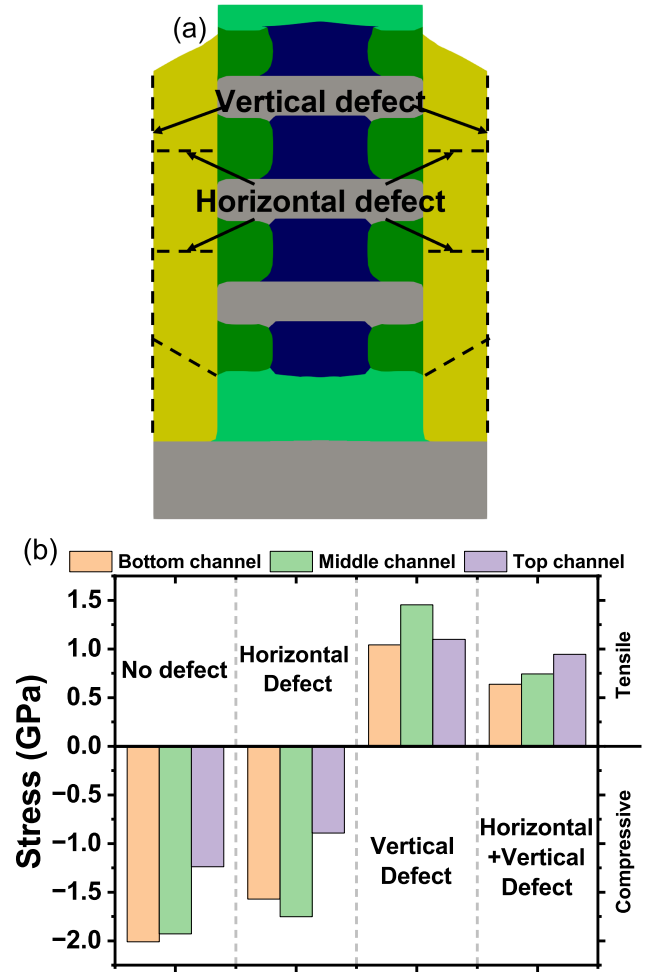 (a)
Vertical defect
Horizontal defect
(b)
Bottom channel Middle channel Top channel
Stress (GPa)
1.5
1.0
0.5
0.0
−0.5
−1.0
−1.5
−2.0
No defect
Horizontal
Defect
Vertical
Defect
Horizontal
+Vertical
Defect
Tensile
Compressive